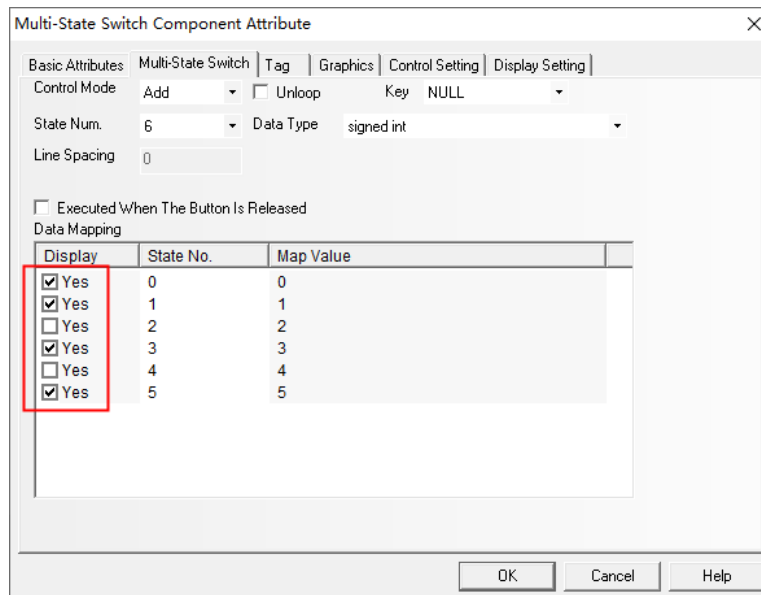 Multi-State Switch Component Attribute
Basic Attributes Multi-State Switch Tag Graphics Control Setting Display Setting
Control Mode Add Unloop Key NULL
State Num. 6 Data Type signed int
Line Spacing 0
Executed When The Button Is Released
Data Mapping
Display State No. Map Value
Yes 0 0
Yes 1 1
Yes 2 2
Yes 3 3
Yes 4 4
Yes 5 5
OK Cancel Help